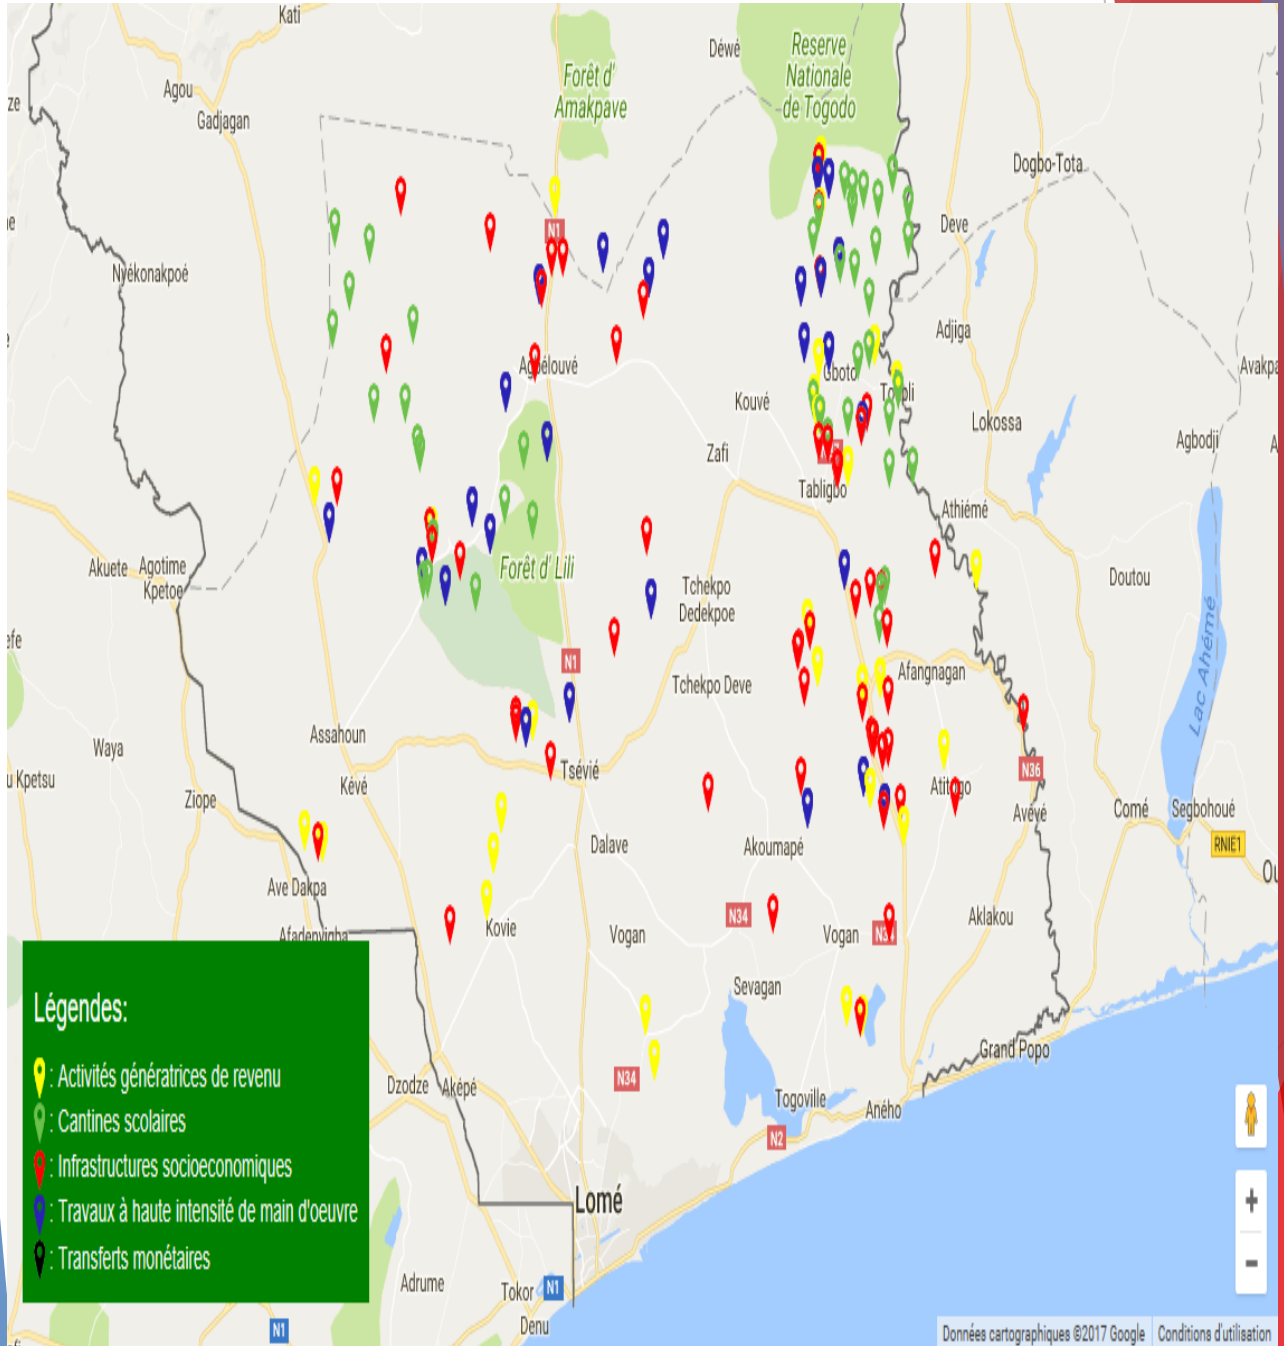 Kati
Déwé
Reserve
Nationale
de Togodo
Forêt d'
Amakpave
Agou
Gadjagan
Dogbo-Tota
Deve
N1
Nyékonakpoé
Adjiga
Agbélouvé
Gboto
Avakpa
Kouvé
Tokpli
Lokossa
Agbodji
Zafi
Tabligbo
Athiémé
Akuete
Agotime
Kpetoe
Forêt d' Lili
Tchekpo
Dedekpoe
Doutou
Lac Ahémé
N1
Tchekpo Deve
Afangnagan
Assahoun
Waya
u Kpetsu
Ziope
Kévé
Tsévié
N36
Atitogo
Avévé
Comé
Segbohoué
Dalave
Akoumapé
RNIE1
Ave Dakpa
Afadenyigba
Kovie
Vogan
N34
Vogan
N34
Aklakou
Sevagan
Grand Popo
N34
Dzodze
Aképé
Togoville
Aného
N2
Lomé
Adrume
Tokor
N1
Denu
N1
Légendes:
: Activités génératrices de revenu
: Cantines scolaires
: Infrastructures socioeconomiques
: Travaux à haute intensité de main d'oeuvre
: Transferts monétaires
+
−
Données cartographiques ©2017 Google
Conditions d'utilisation